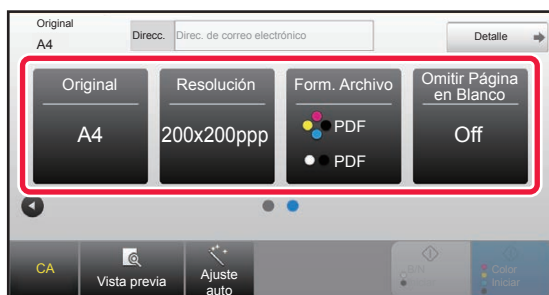 Original
A4
Direcc.
Direc. de correo electrónico
Detalle
Original
A4
Resolución
200x200ppp
Form. Archivo
PDF
PDF
Omitir Página
en Blanco
Off
CA
Vista previa
Ajuste
auto
B/N
Color
Iniciar